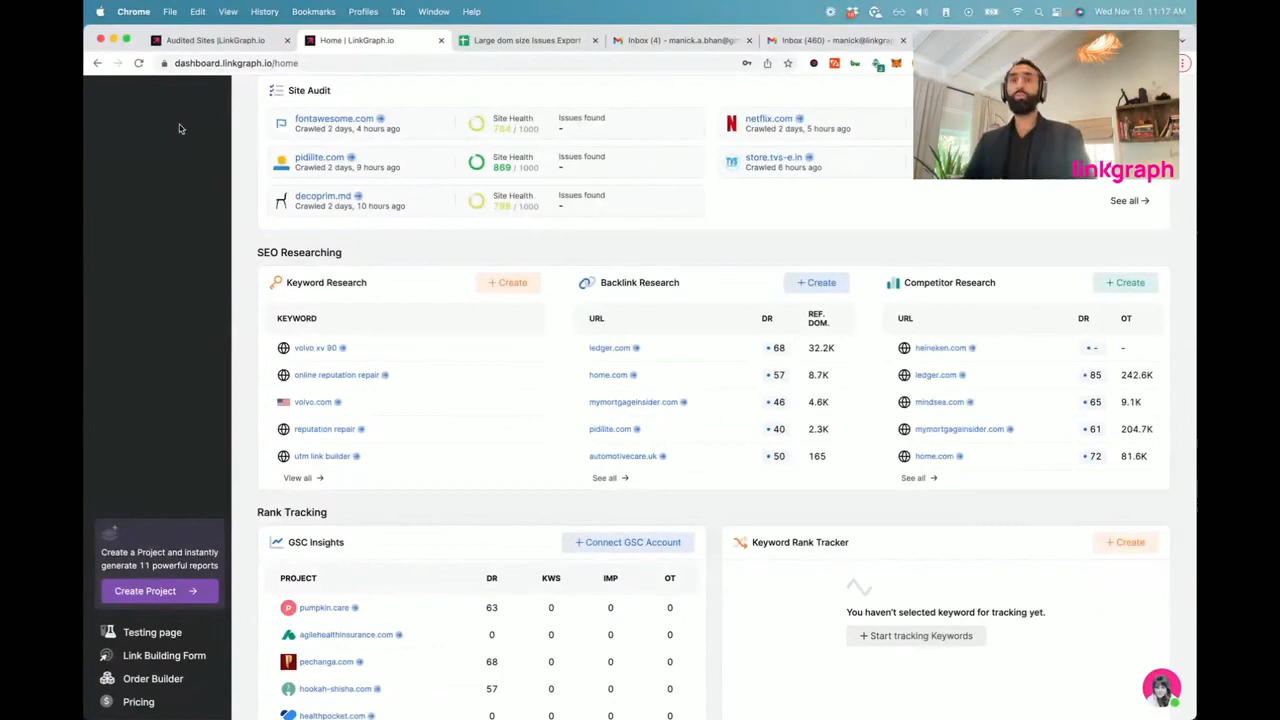 Chrome File Edit View History Bookmarks Profiles Tab Window Help Wed Nov 16 11:17 AM
Audited Sites |LinkGraph.io
Home | LinkGraph.io
Large dom size Issues Export
Inbox (4) - manick.a.bhan@gm
Inbox (460) - manick@linkgra
dashboard.linkgraph.io/home
linkgraph
Site Audit
fontawesome.com
Crawled 2 days, 4 hours ago
Site Health
784 / 1000
Issues found
-
netflix.com
Crawled 2 days, 5 hours ago
pidilite.com
Crawled 2 days, 9 hours ago
Site Health
869 / 1000
Issues found
-
store.tvs-e.in
Crawled 6 hours ago
decoprim.md
Crawled 2 days, 10 hours ago
Site Health
798 / 1000
Issues found
-
See all →
SEO Researching
Keyword Research + Create
KEYWORD
volvo xv 90
online reputation repair
volvo.com
reputation repair
utm link builder
View all →
Backlink Research + Create
URL DR REF. DOM.
ledger.com 68 32.2K
home.com 57 8.7K
mymortgageinsider.com 46 4.6K
pidilite.com 40 2.3K
automotivecare.uk 50 165
See all →
Competitor Research + Create
URL DR OT
heineken.com - -
ledger.com 85 242.6K
mindsea.com 65 9.1K
mymortgageinsider.com 61 204.7K
home.com 72 81.6K
See all →
Rank Tracking
GSC Insights + Connect GSC Account
PROJECT DR KWS IMP OT
pumpkin.care 63 0 0 0
agilehealthinsurance.com 0 0 0 0
pechanga.com 68 0 0 0
hookah-shisha.com 57 0 0 0
healthpocket.com 0 0 0 0
Keyword Rank Tracker + Create
You haven't selected keyword for tracking yet.
+ Start tracking Keywords
Create a Project and instantly
generate 11 powerful reports
Create Project →
Testing page
Link Building Form
Order Builder
Pricing